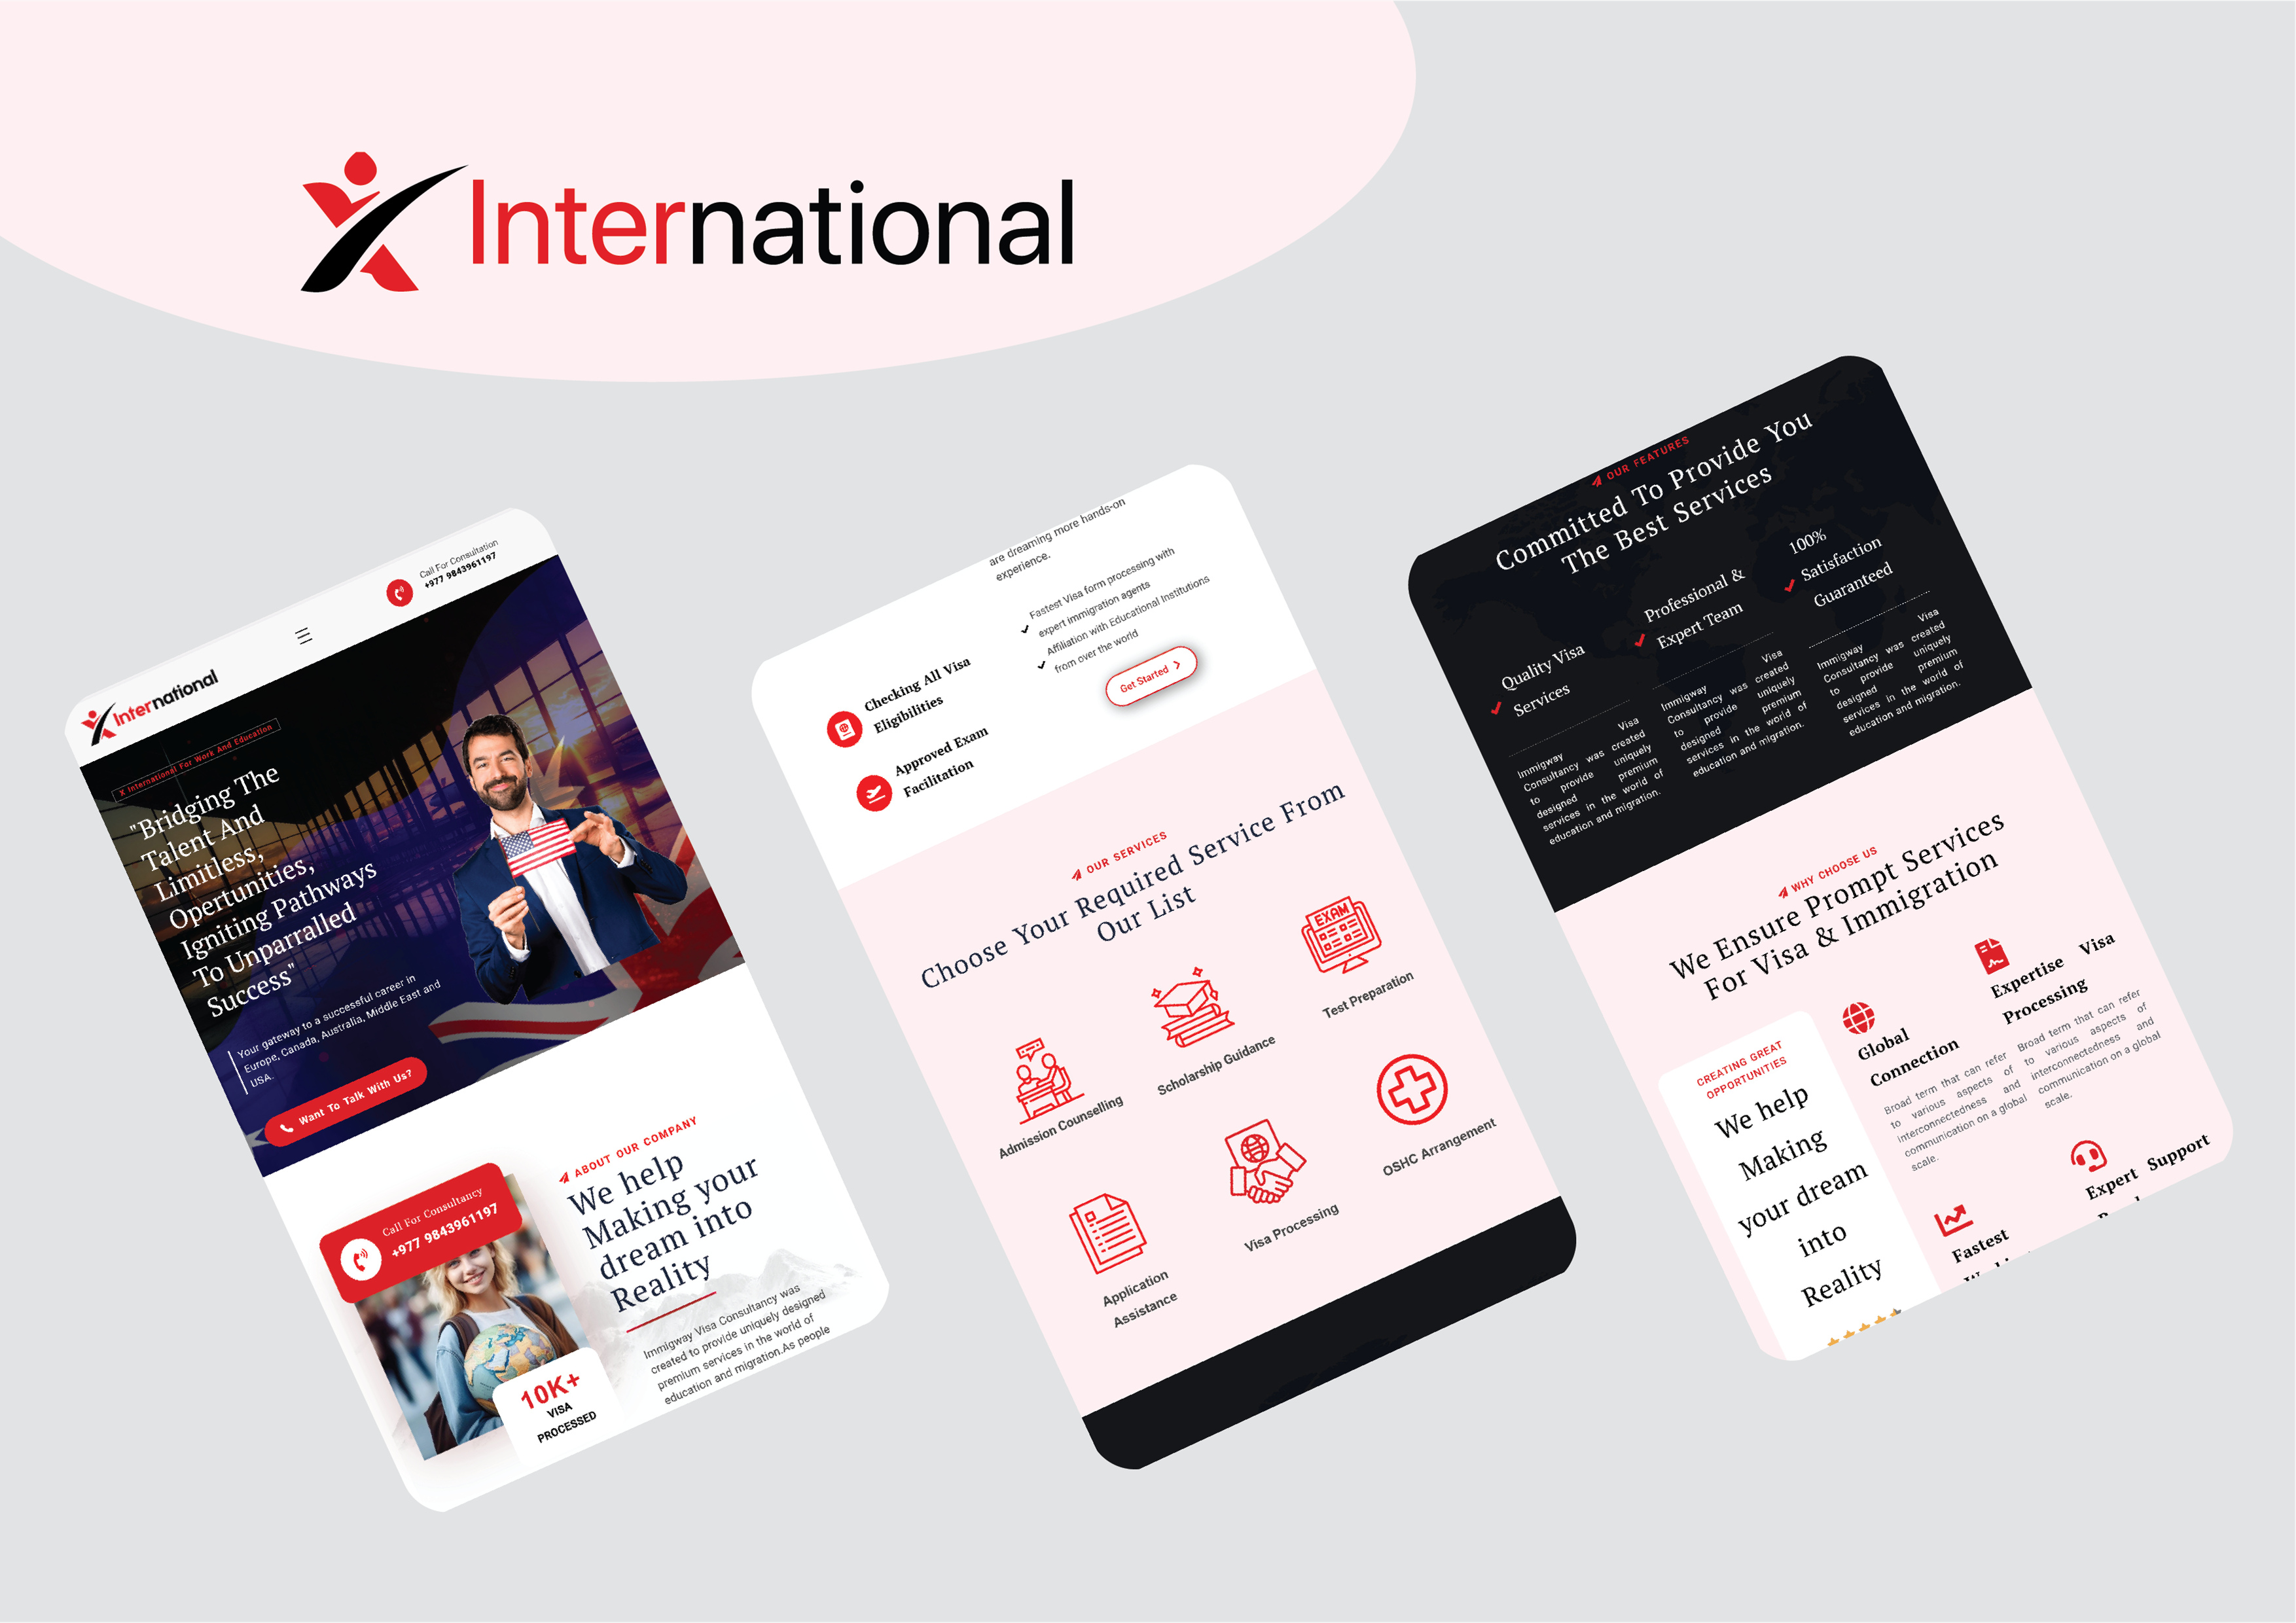 International
Call For Consultation
+977 9843961197
International
X International For Work And Education
"Bridging The
Talent And
Limitless,
Opertunities,
Igniting Pathways
To Unparralled
Success"
Your gateway to a successful career in
Europe, Canada, Australia, Middle East and
USA.
Want To Talk With Us?
Call For Consultancy
+977 9843961197
10K+
VISA
PROCESSED
ABOUT OUR COMPANY
We help
Making your
dream into
Reality
Immigway Visa Consultancy was
created to provide uniquely designed
premium services in the world of
education and migration.As people
are dreaming more hands-on
experience.
Fastest Visa form processing with
expert immigration agents
Affiliation with Educational Institutions
from over the world
Get Started
Checking All Visa
Eligibilities
Approved Exam
Facilitation
OUR SERVICES
Choose Your Required Service From
Our List
Admission Counselling
Scholarship Guidance
EXAM
Test Preparation
Application
Assistance
Visa Processing
OSHC Arrangement
OUR FEATURES
Committed To Provide You
The Best Services
Quality Visa
Services
Immigway Visa
Consultancy was created
to provide uniquely
designed premium
services in the world of
education and migration.
Professional &
Expert Team
Immigway Visa
Consultancy was created
to provide uniquely
designed premium
services in the world of
education and migration.
100%
Satisfaction
Guaranteed
Immigway Visa
Consultancy was created
to provide uniquely
designed premium
services in the world of
education and migration.
WHY CHOOSE US
We Ensure Prompt Services
For Visa & Immigration
CREATING GREAT
OPPORTUNITIES
We help
Making
your dream
into
Reality
Global
Connection
Broad term that can refer
to various aspects of
interconnectedness and
communication on a global
scale.
Expertise Visa
Processing
Broad term that can refer
to various aspects of
interconnectedness and
communication on a global
scale.
Fastest
Expert Support